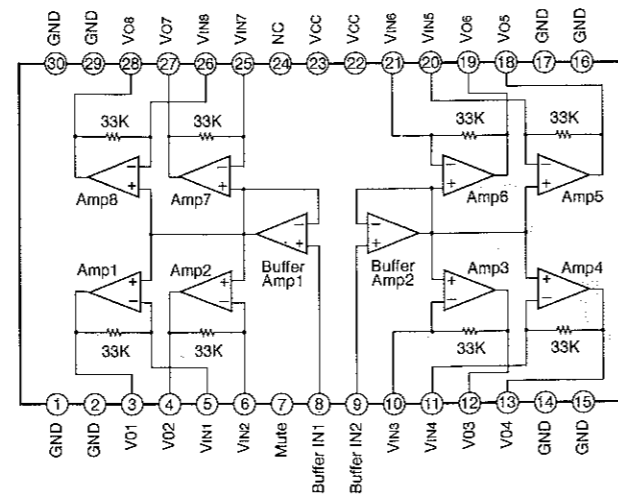 GND GND VO8 VO7 VIN8 VIN7 NC VCC VCC VIN6 VIN5 VO6 VO5 GND GND
30 29 28 27 26 25 24 23 22 21 20 19 18 17 16
33K 33K 33K 33K
Amp8 Amp7 Amp6 Amp5
Buffer Amp1
Buffer Amp2
Amp1 Amp2 Amp3 Amp4
33K 33K 33K 33K
1 2 3 4 5 6 7 8 9 10 11 12 13 14 15
GND GND V01 V02 VIN1 VIN2 Mute Buffer IN1 Buffer IN2 VIN3 VIN4 V03 V04 GND GND